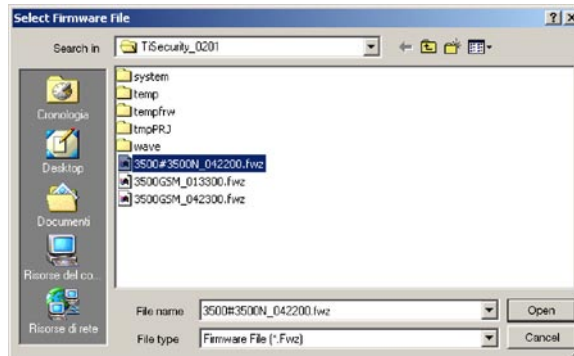 Select Firmware File
Search in
TiSecurity_0201
system
temp
tempfrw
tmpPRJ
wave
3500#3500N_042200.fwz
3500GSM_013300.fwz
3500GSM_042300.fwz
Cronologia
Desktop
Documenti
Risorse del co...
Risorse di rete
File name
3500#3500N_042200.fwz
Open
File type
Firmware File (*.Fwz)
Cancel